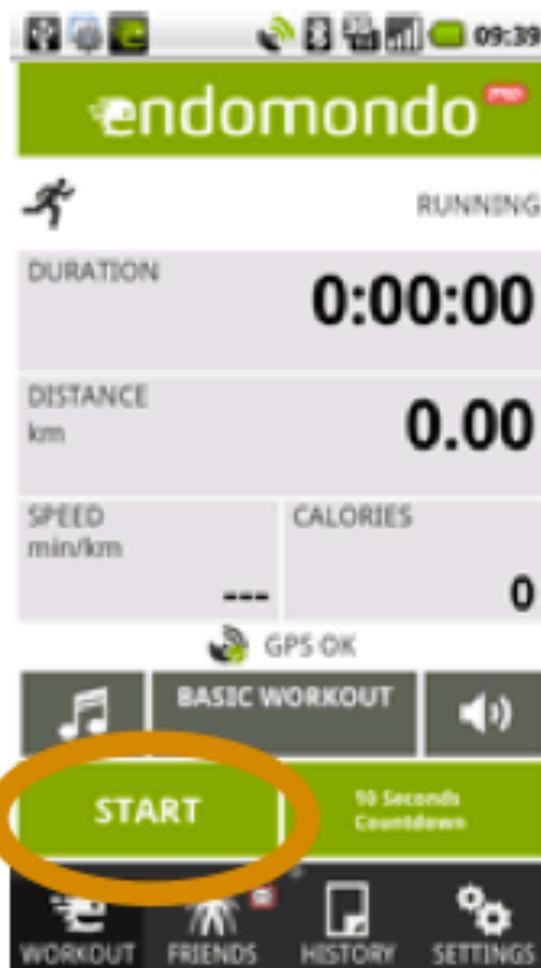 09:39
endomondo PRO
RUNNING
DURATION
0:00:00
DISTANCE
km
0.00
SPEED
min/km
---
CALORIES
0
GPS OK
BASIC WORKOUT
START
10 Seconds
Countdown
WORKOUT FRIENDS HISTORY SETTINGS